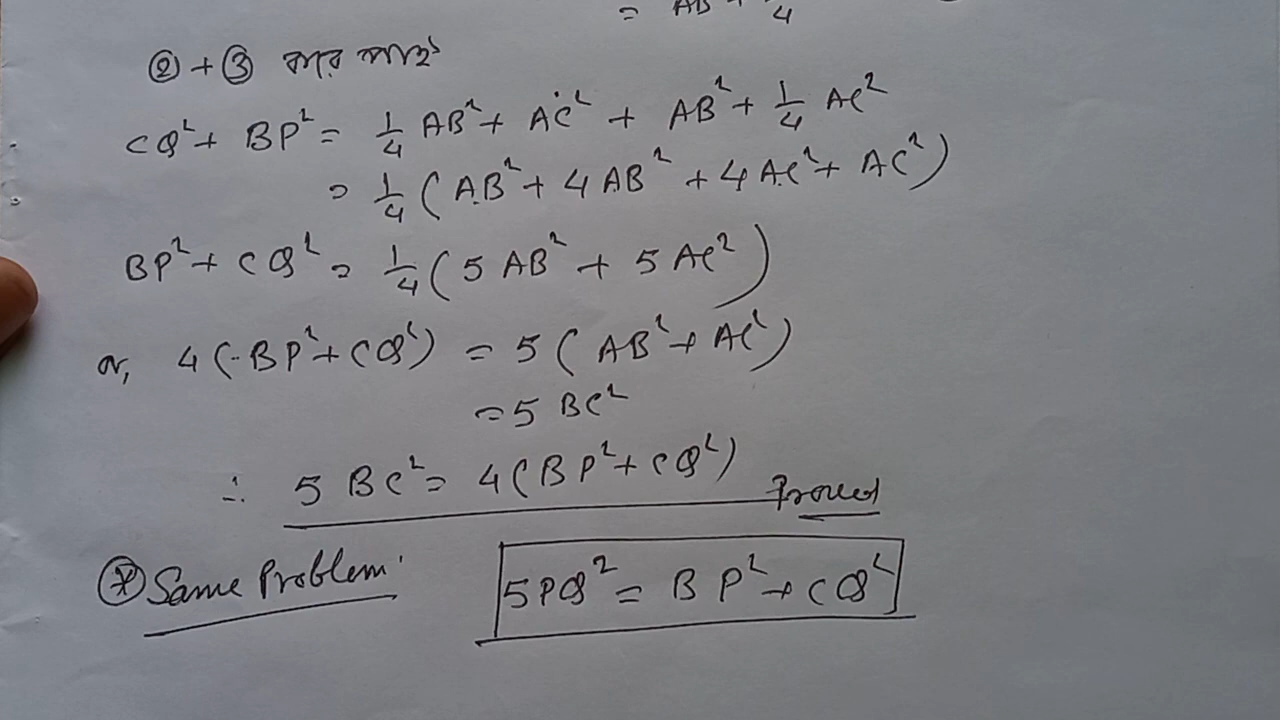 = AB² + /4
② + ③ করে পাই
CQ² + BP² = 1/4 AB² + AC² + AB² + 1/4 AC²
= 1/4 (AB² + 4AB² + 4AC² + AC²)
BP² + CQ² = 1/4 (5AB² + 5AC²)
or, 4(BP² + CQ²) = 5(AB² + AC²)
= 5BC²
∴ 5BC² = 4(BP² + CQ²) Proved
* Same Problem. 5PQ² = BP² + CQ²